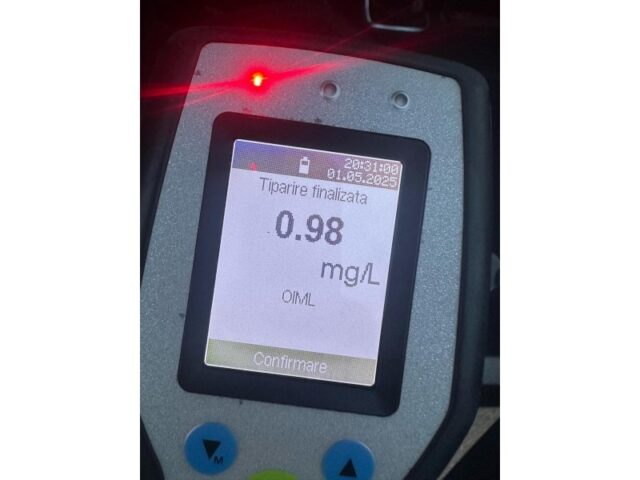 20:31:00
01.05.2025
Tiparire finalizata
0.98
mg/L
OIML
Confirmare
M